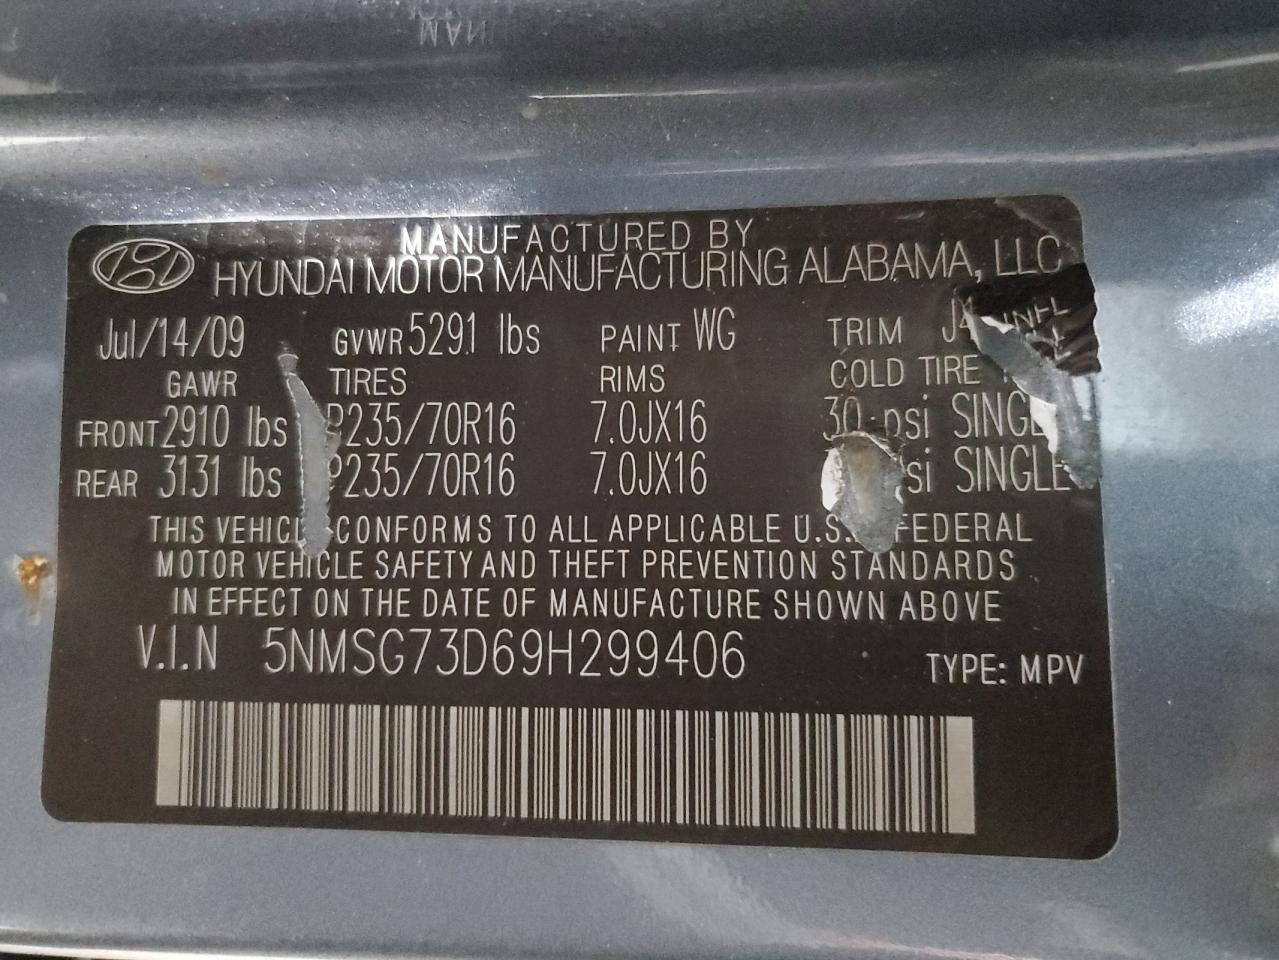 MANUFACTURED BY
HYUNDAI MOTOR MANUFACTURING ALABAMA, LLC
Jul/14/09 GVWR 5291 lbs PAINT WG TRIM
GAWR TIRES RIMS COLD TIRE INFL
FRONT 2910 lbs P235/70R16 7.0JX16 30 psi SINGLE
REAR 3131 lbs P235/70R16 7.0JX16 psi SINGLE
THIS VEHICLE CONFORMS TO ALL APPLICABLE U.S. FEDERAL
MOTOR VEHICLE SAFETY AND THEFT PREVENTION STANDARDS
IN EFFECT ON THE DATE OF MANUFACTURE SHOWN ABOVE
V.I.N 5NMSG73D69H299406 TYPE: MPV